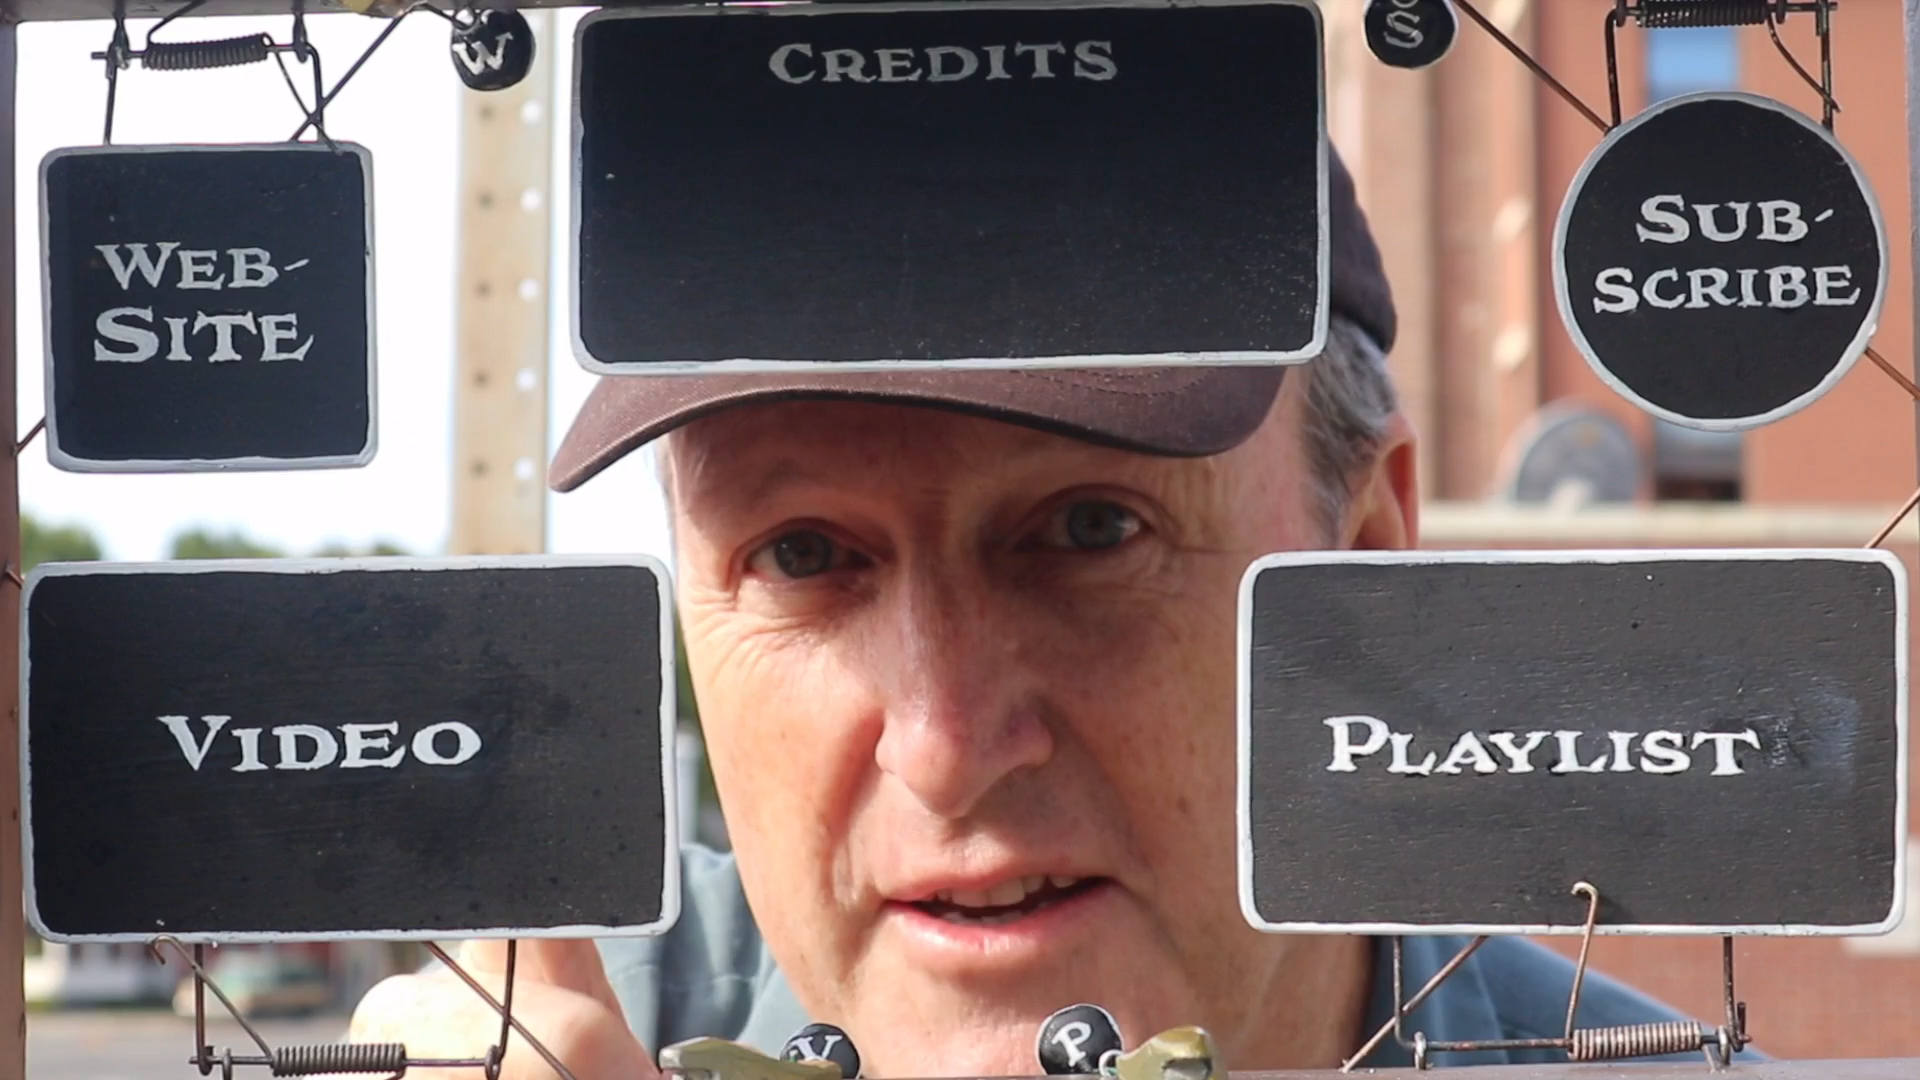 W
CREDITS
S
WEB-
SITE
SUB-
SCRIBE
VIDEO
PLAYLIST
V
P